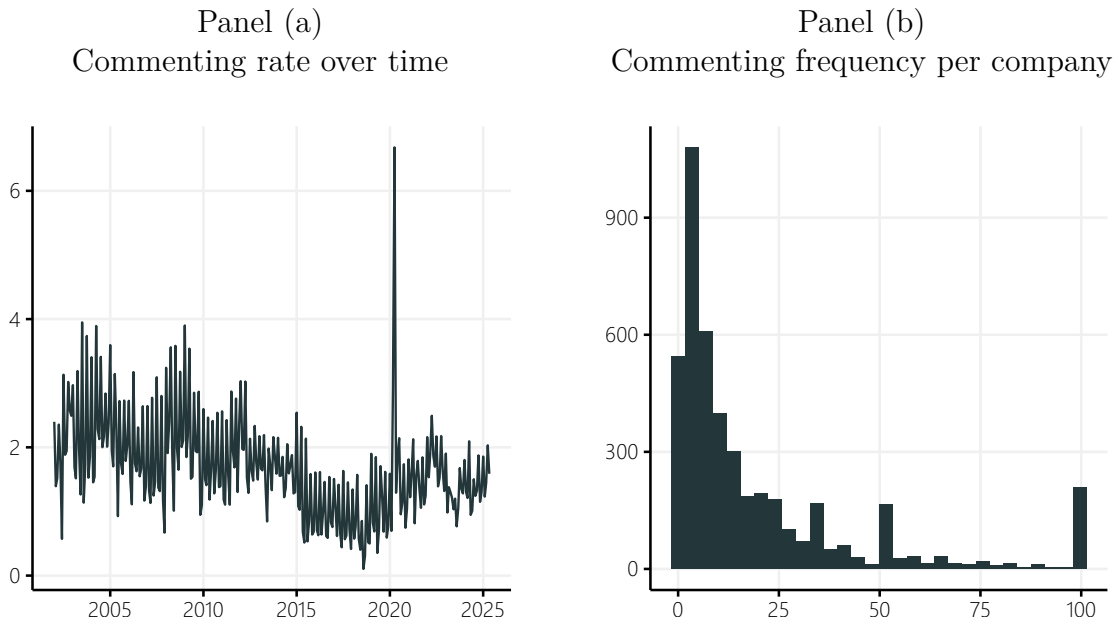 Panel (a)
Commenting rate over time
6
4
2
0
2005 2010 2015 2020 2025
Panel (b)
Commenting frequency per company
900
600
300
0
0 25 50 75 100